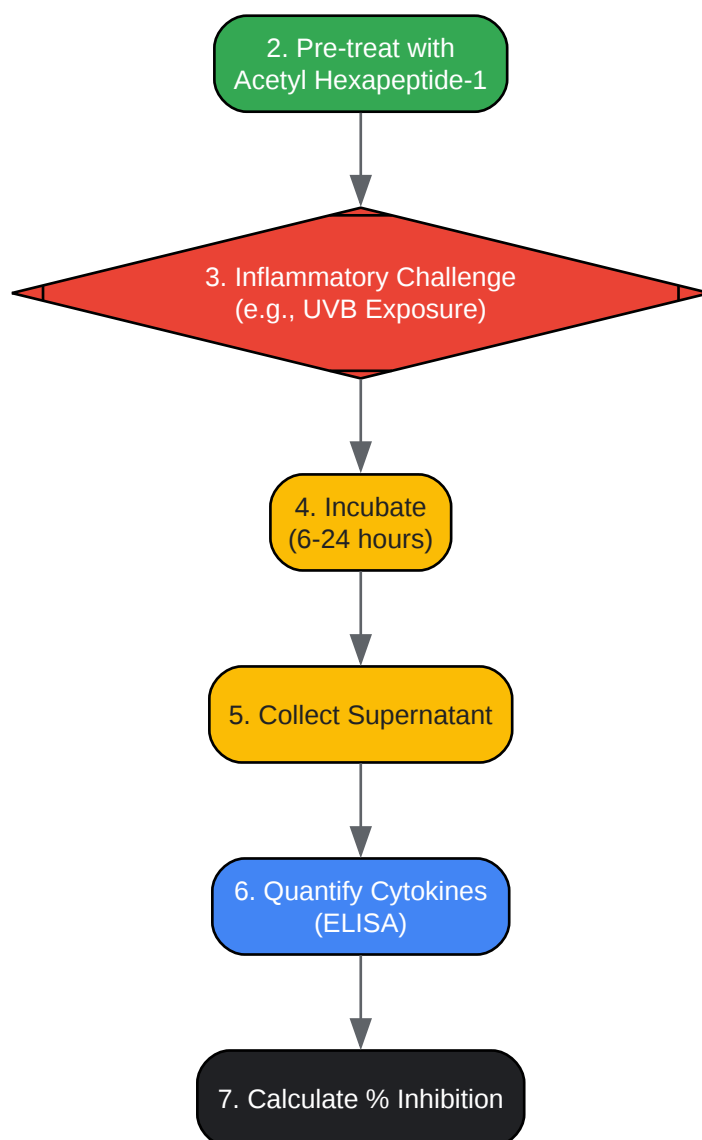 2. Pre-treat with
Acetyl Hexapeptide-1
3. Inflammatory Challenge
(e.g., UVB Exposure)
4. Incubate
(6-24 hours)
5. Collect Supernatant
6. Quantify Cytokines
(ELISA)
7. Calculate % Inhibition